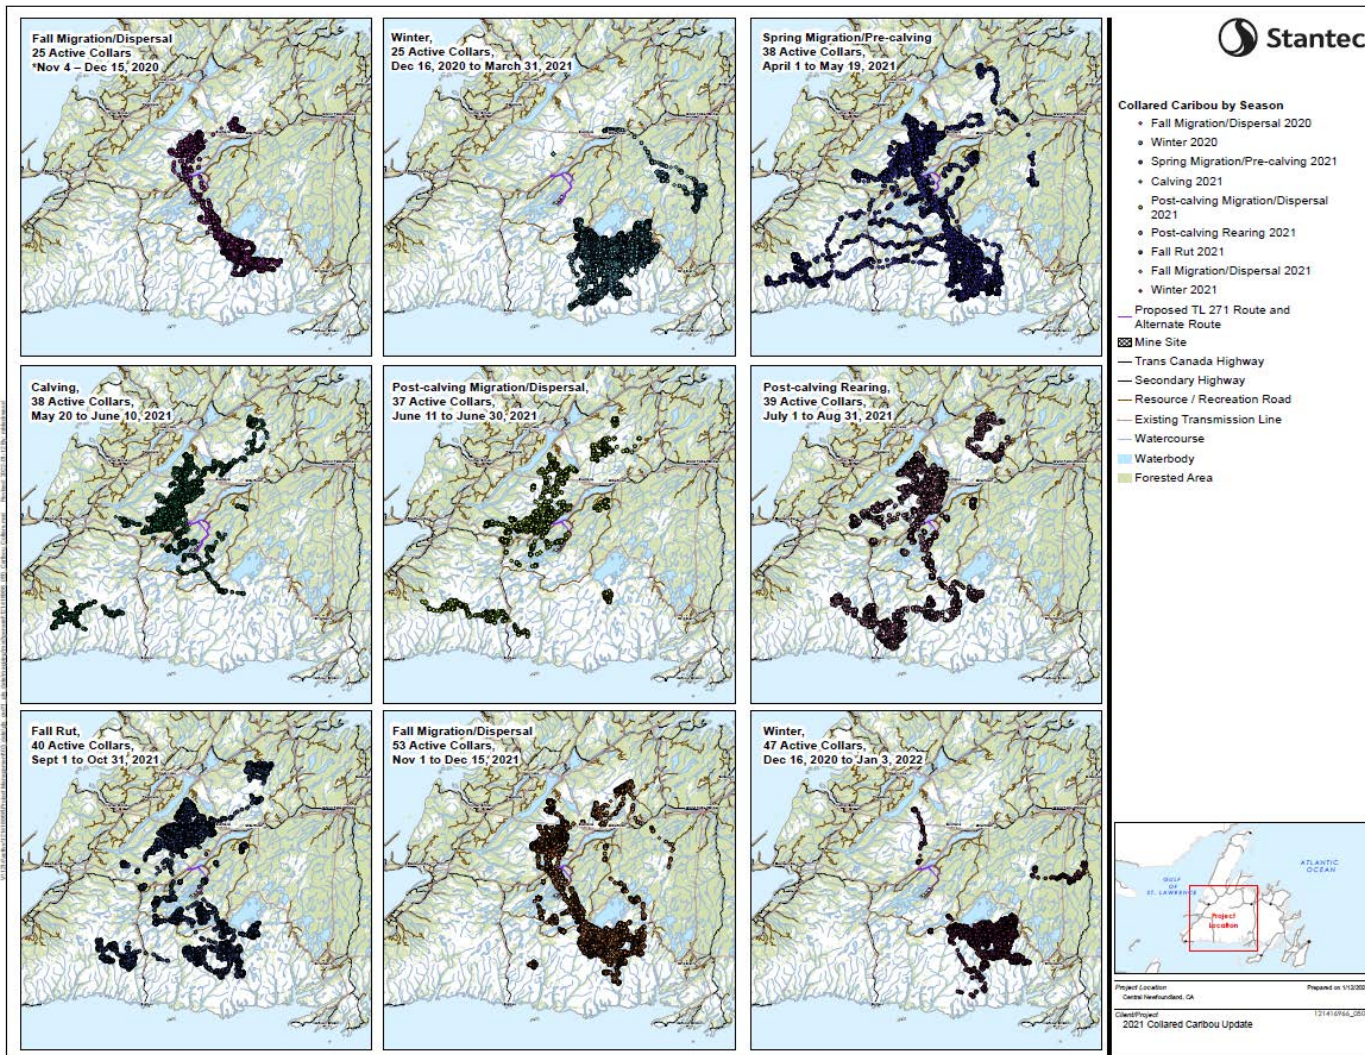 Fall Migration/Dispersal
25 Active Collars
*Nov 4 – Dec 15, 2020
Winter,
25 Active Collars,
Dec 16, 2020 to March 31, 2021
Spring Migration/Pre-calving
38 Active Collars,
April 1 to May 19, 2021
Calving,
38 Active Collars,
May 20 to June 10, 2021
Post-calving Migration/Dispersal,
37 Active Collars,
June 11 to June 30, 2021
Post-calving Rearing,
39 Active Collars,
July 1 to Aug 31, 2021
Fall Rut,
40 Active Collars,
Sept 1 to Oct 31, 2021
Fall Migration/Dispersal
53 Active Collars,
Nov 1 to Dec 15, 2021
Winter,
47 Active Collars,
Dec 16, 2020 to Jan 3, 2022
Stantec
Collared Caribou by Season
Fall Migration/Dispersal 2020
Winter 2020
Spring Migration/Pre-calving 2021
Calving 2021
Post-calving Migration/Dispersal
2021
Post-calving Rearing 2021
Fall Rut 2021
Fall Migration/Dispersal 2021
Winter 2021
Proposed TL 271 Route and
Alternate Route
Mine Site
Trans Canada Highway
Secondary Highway
Resource / Recreation Road
Existing Transmission Line
Watercourse
Waterbody
Forested Area
GULF
OF
ST. LAWRENCE
ATLANTIC
OCEAN
Project
Location
Project Location
Prepared on
Central Newfoundland, CA
Client/Project
2021 Collared Caribou Update